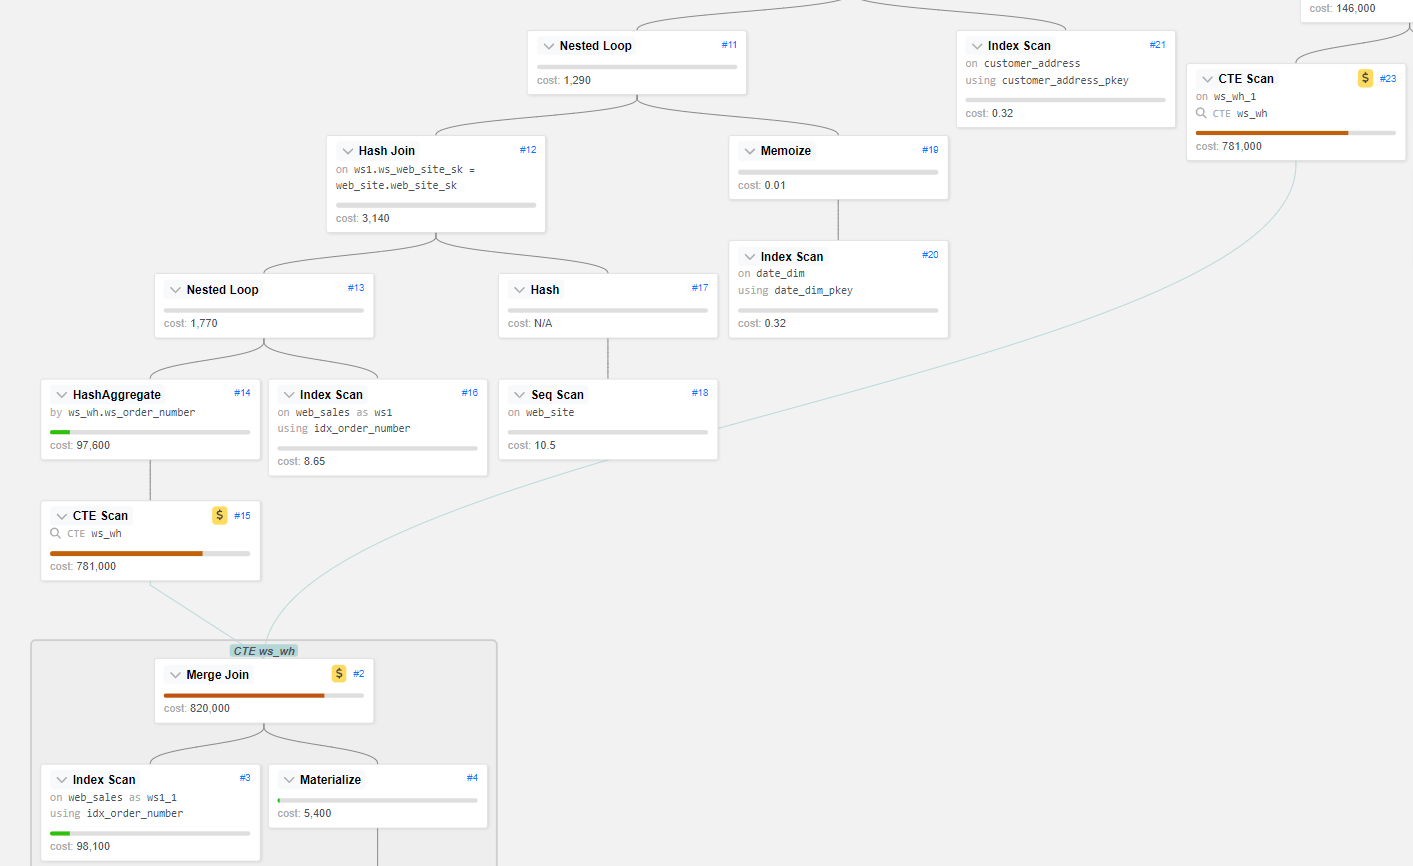 cost: 146,000
Nested Loop #11
cost: 1,290
Index Scan #21
on customer_address
using customer_address_pkey
cost: 0.32
CTE Scan $ #23
on ws_wh_1
CTE ws_wh
cost: 781,000
Hash Join #12
on ws1.ws_web_site_sk =
web_site.web_site_sk
cost: 3,140
Memoize #19
cost: 0.01
Index Scan #20
on date_dim
using date_dim_pkey
cost: 0.32
Nested Loop #13
cost: 1,770
Hash #17
cost: N/A
HashAggregate #14
by ws_wh.ws_order_number
cost: 97,600
Index Scan #16
on web_sales as ws1
using idx_order_number
cost: 8.65
Seq Scan #18
on web_site
cost: 10.5
CTE Scan $ #15
CTE ws_wh
cost: 781,000
CTE ws_wh
Merge Join $ #2
cost: 820,000
Index Scan #3
on web_sales as ws1_1
using idx_order_number
cost: 98,100
Materialize #4
cost: 5,400